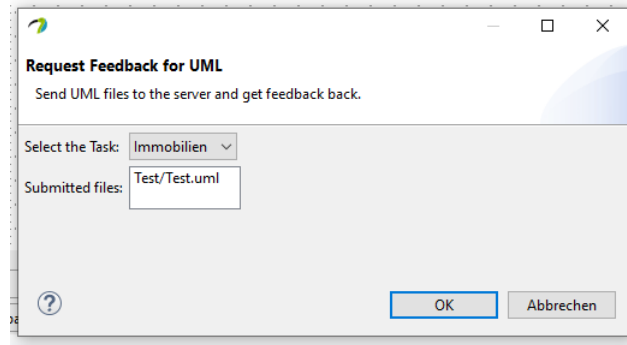 Request Feedback for UML
Send UML files to the server and get feedback back.
Select the Task: Immobilien
Submitted files: Test/Test.uml
OK Abbrechen